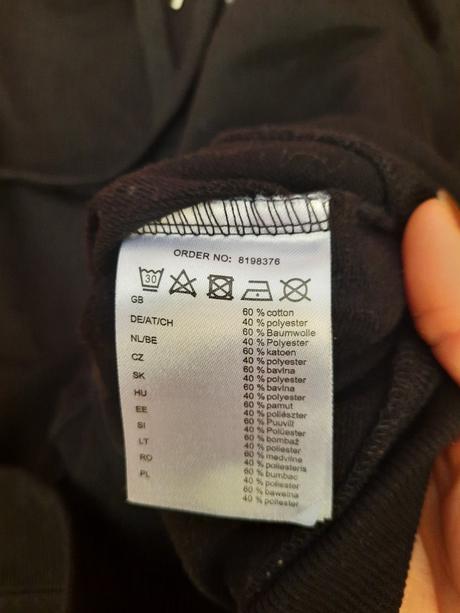 ORDER NO: 8198376
30
GB
60 % cotton
40 % polyester
DE/AT/CH
60 % Baumwolle
40 % Polyester
NL/BE
60 % katoen
40 % polyester
CZ
60 % bavlna
40 % polyester
SK
60 % bavlna
40 % polyester
HU
60 % pamut
40 % poliészter
EE
60 % Puuvill
40 % Polüester
SI
60 % bombaž
40 % poliester
LT
60 % medvilnė
40 % poliesteris
RO
60 % bumbac
40 % poliester
PL
60 % bawełna
40 % poliester